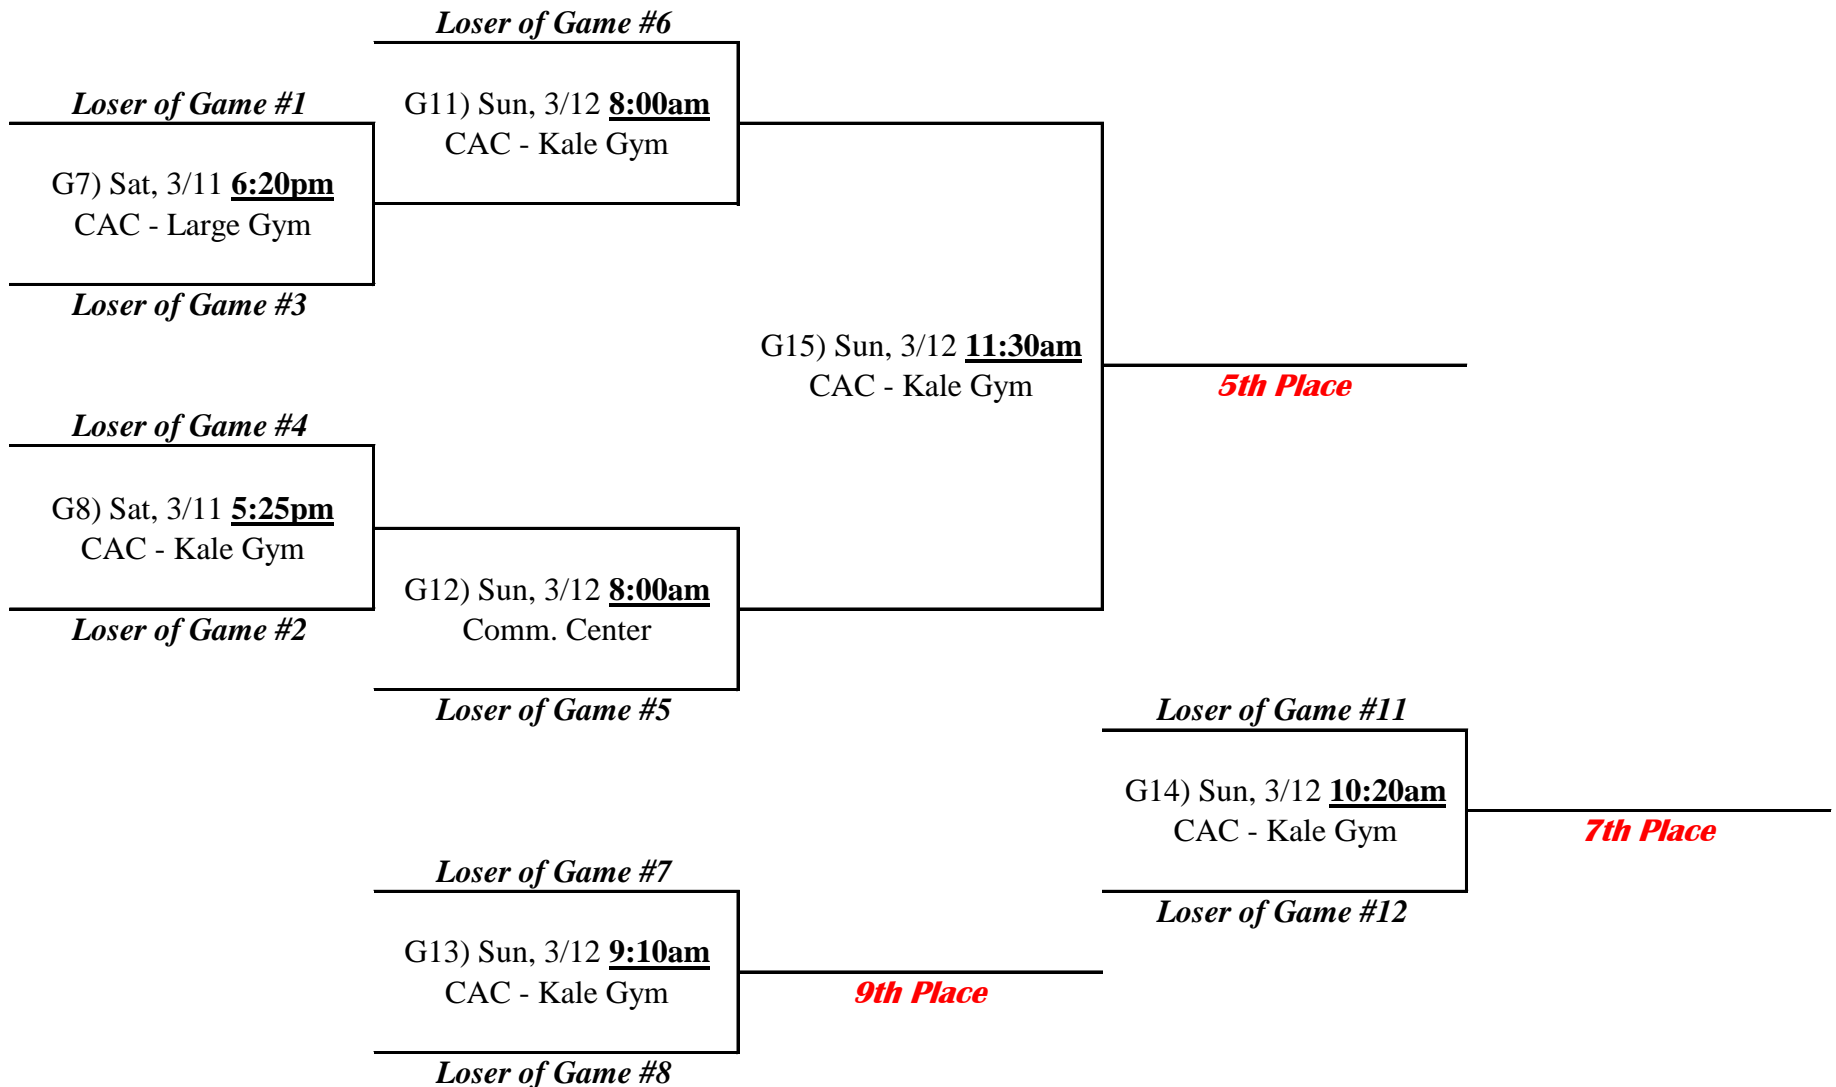 Loser of Game #6
Loser of Game #1
G11) Sun, 3/12 8:00am
CAC - Kale Gym
G7) Sat, 3/11 6:20pm
CAC - Large Gym
Loser of Game #3
G15) Sun, 3/12 11:30am
CAC - Kale Gym
5th Place
Loser of Game #4
G8) Sat, 3/11 5:25pm
CAC - Kale Gym
G12) Sun, 3/12 8:00am
Comm. Center
Loser of Game #2
Loser of Game #5
Loser of Game #11
G14) Sun, 3/12 10:20am
CAC - Kale Gym
7th Place
Loser of Game #7
Loser of Game #12
G13) Sun, 3/12 9:10am
CAC - Kale Gym
9th Place
Loser of Game #8